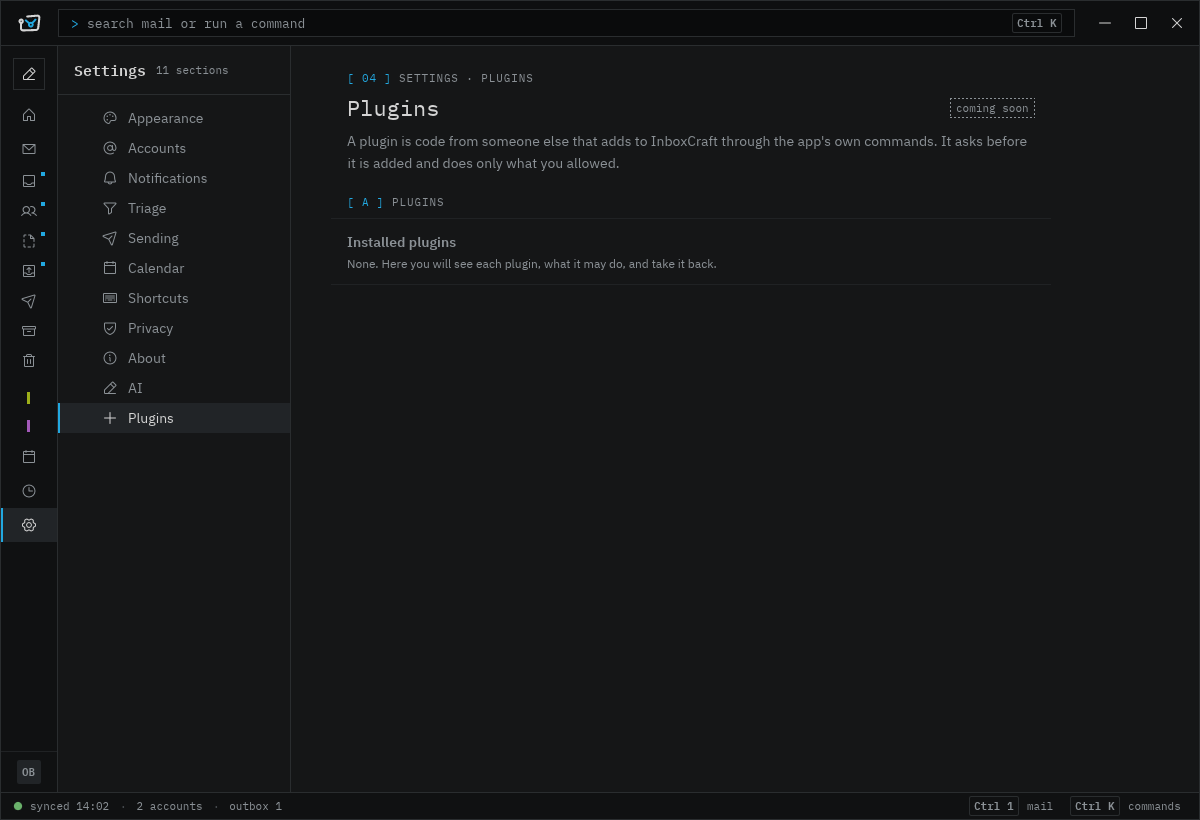 > search mail or run a command
Ctrl K
Settings 11 sections
Appearance
Accounts
Notifications
Triage
Sending
Calendar
Shortcuts
Privacy
About
AI
Plugins
[ 04 ] SETTINGS · PLUGINS
Plugins
coming soon
A plugin is code from someone else that adds to InboxCraft through the app's own commands. It asks before
it is added and does only what you allowed.
[ A ] PLUGINS
Installed plugins
None. Here you will see each plugin, what it may do, and take it back.
OB
synced 14:02 · 2 accounts · outbox 1
Ctrl 1 mail Ctrl K commands